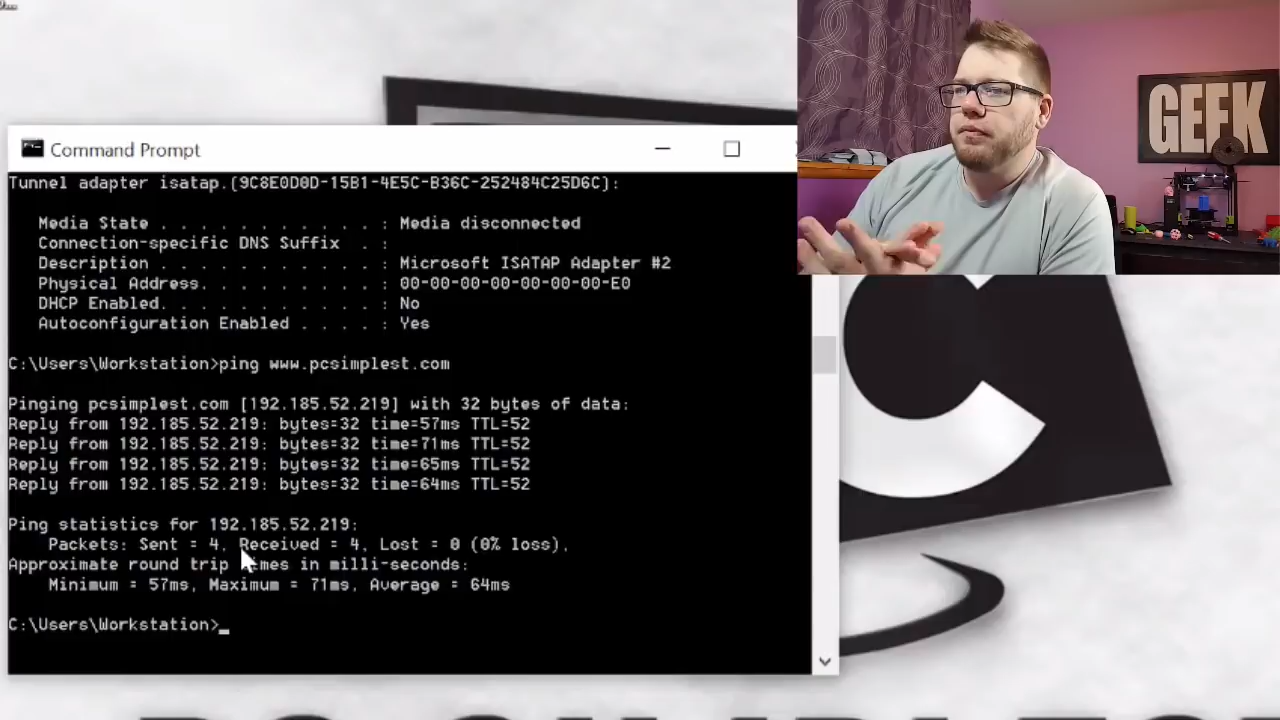 Command Prompt
Tunnel adapter isatap.{9C8E0D0D-15B1-4E5C-B36C-252484C25D6C}:
Media State . . . . . . . . . . . : Media disconnected
Connection-specific DNS Suffix  . :
Description . . . . . . . . . . . : Microsoft ISATAP Adapter #2
Physical Address. . . . . . . . . : 00-00-00-00-00-00-00-E0
DHCP Enabled. . . . . . . . . . . : No
Autoconfiguration Enabled . . . . : Yes
C:\Users\Workstation>ping www.pcsimplest.com
Pinging pcsimplest.com [192.185.52.219] with 32 bytes of data:
Reply from 192.185.52.219: bytes=32 time=57ms TTL=52
Reply from 192.185.52.219: bytes=32 time=71ms TTL=52
Reply from 192.185.52.219: bytes=32 time=65ms TTL=52
Reply from 192.185.52.219: bytes=32 time=64ms TTL=52
Ping statistics for 192.185.52.219:
Packets: Sent = 4, Received = 4, Lost = 0 (0% loss),
Approximate round trip times in milli-seconds:
Minimum = 57ms, Maximum = 71ms, Average = 64ms
C:\Users\Workstation>_
GEEK
C